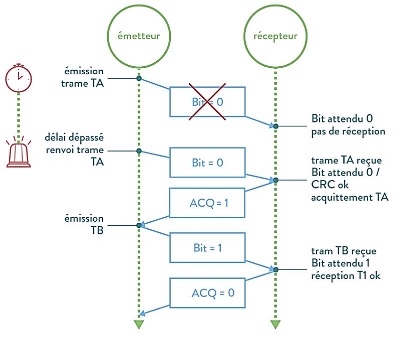 émetteur
récepteur
émission
trame TA
Bit = 0
Bit attendu 0
pas de réception
délai dépassé
renvoi trame
TA
Bit = 0
trame TA reçue
Bit attendu 0 /
CRC ok
acquittement TA
ACQ = 1
émission
TB
Bit = 1
tram TB reçue
Bit attendu 1
réception T1 ok
ACQ = 0